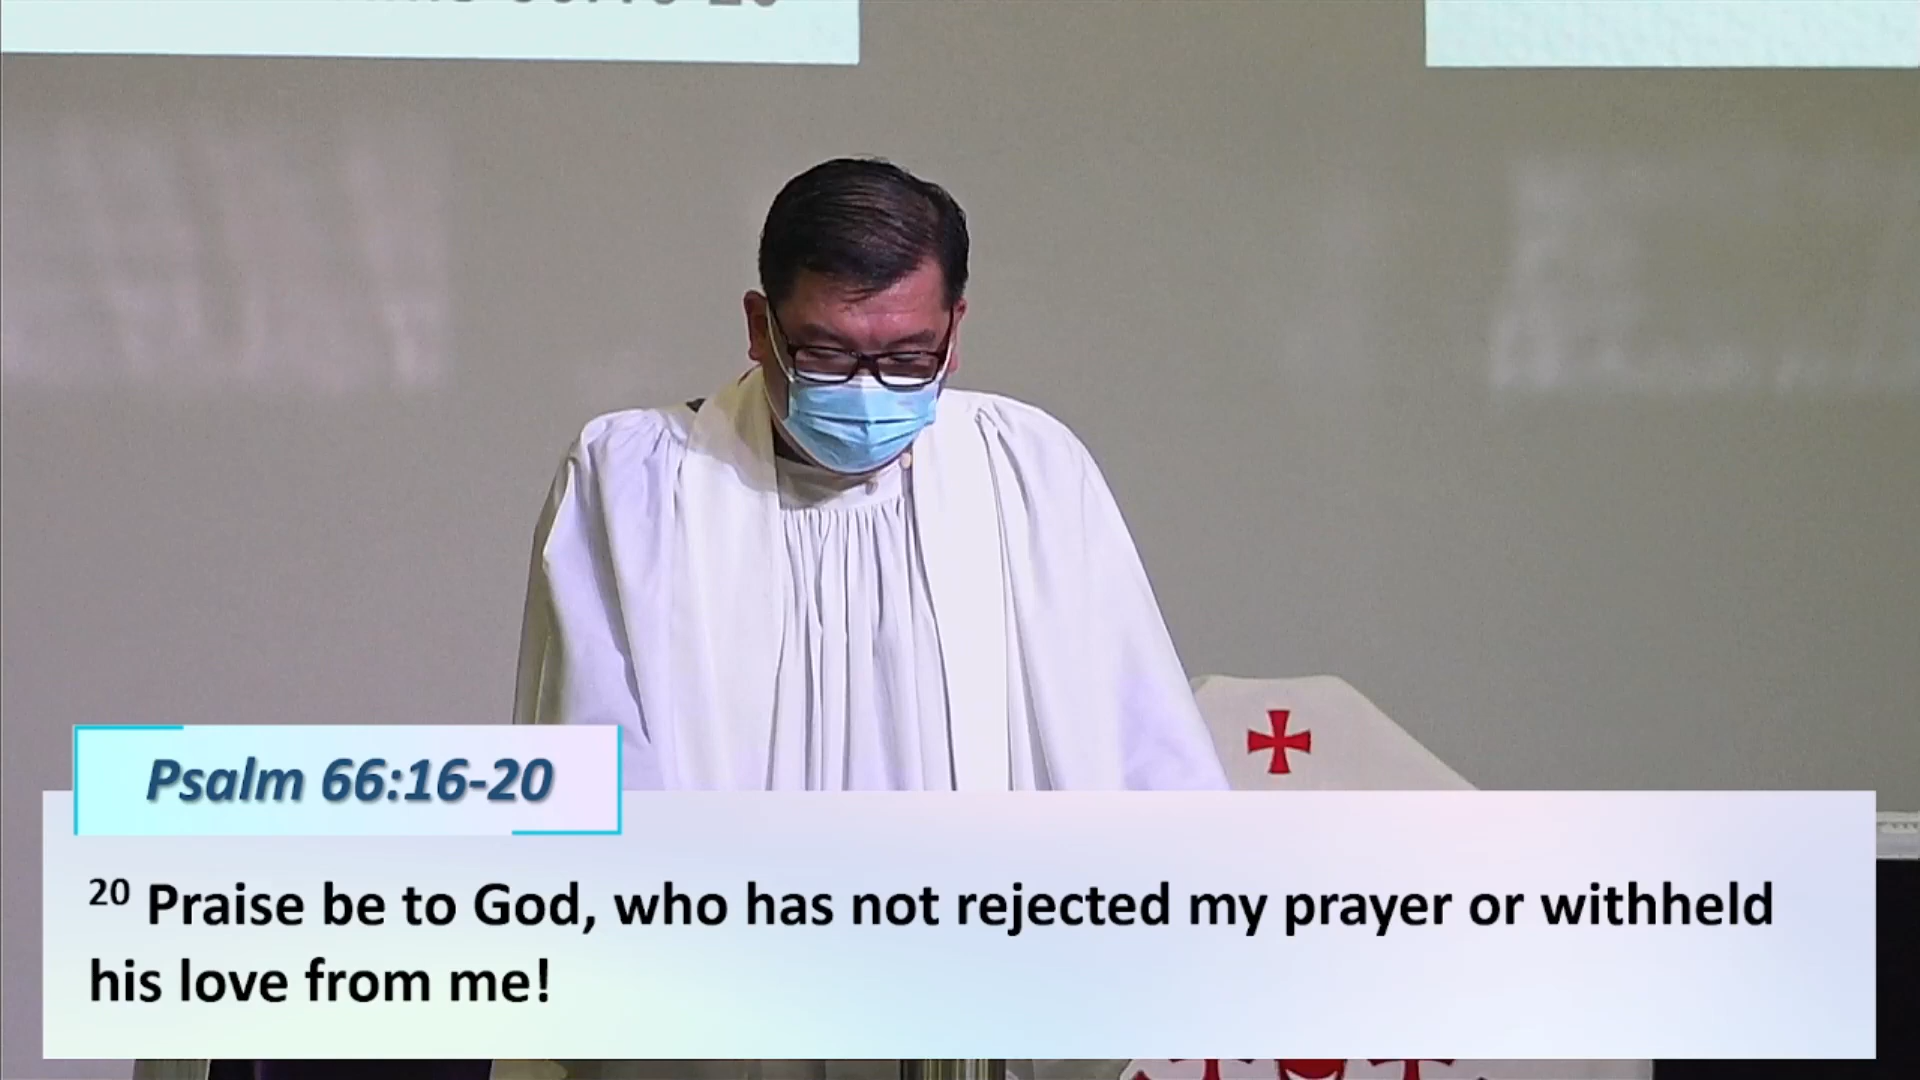 Psalm 66:16-20
20 Praise be to God, who has not rejected my prayer or withheld
his love from me!